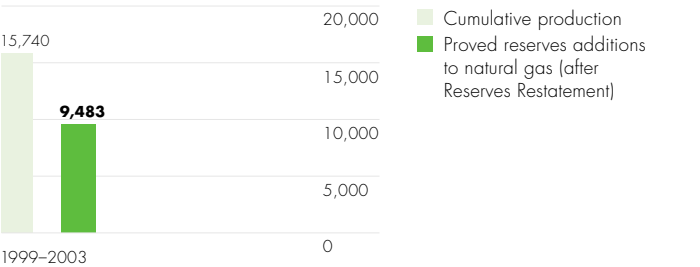 20,000
15,740
15,000
9,483
10,000
5,000
0
1999–2003
Cumulative production
Proved reserves additions
to natural gas (after
Reserves Restatement)